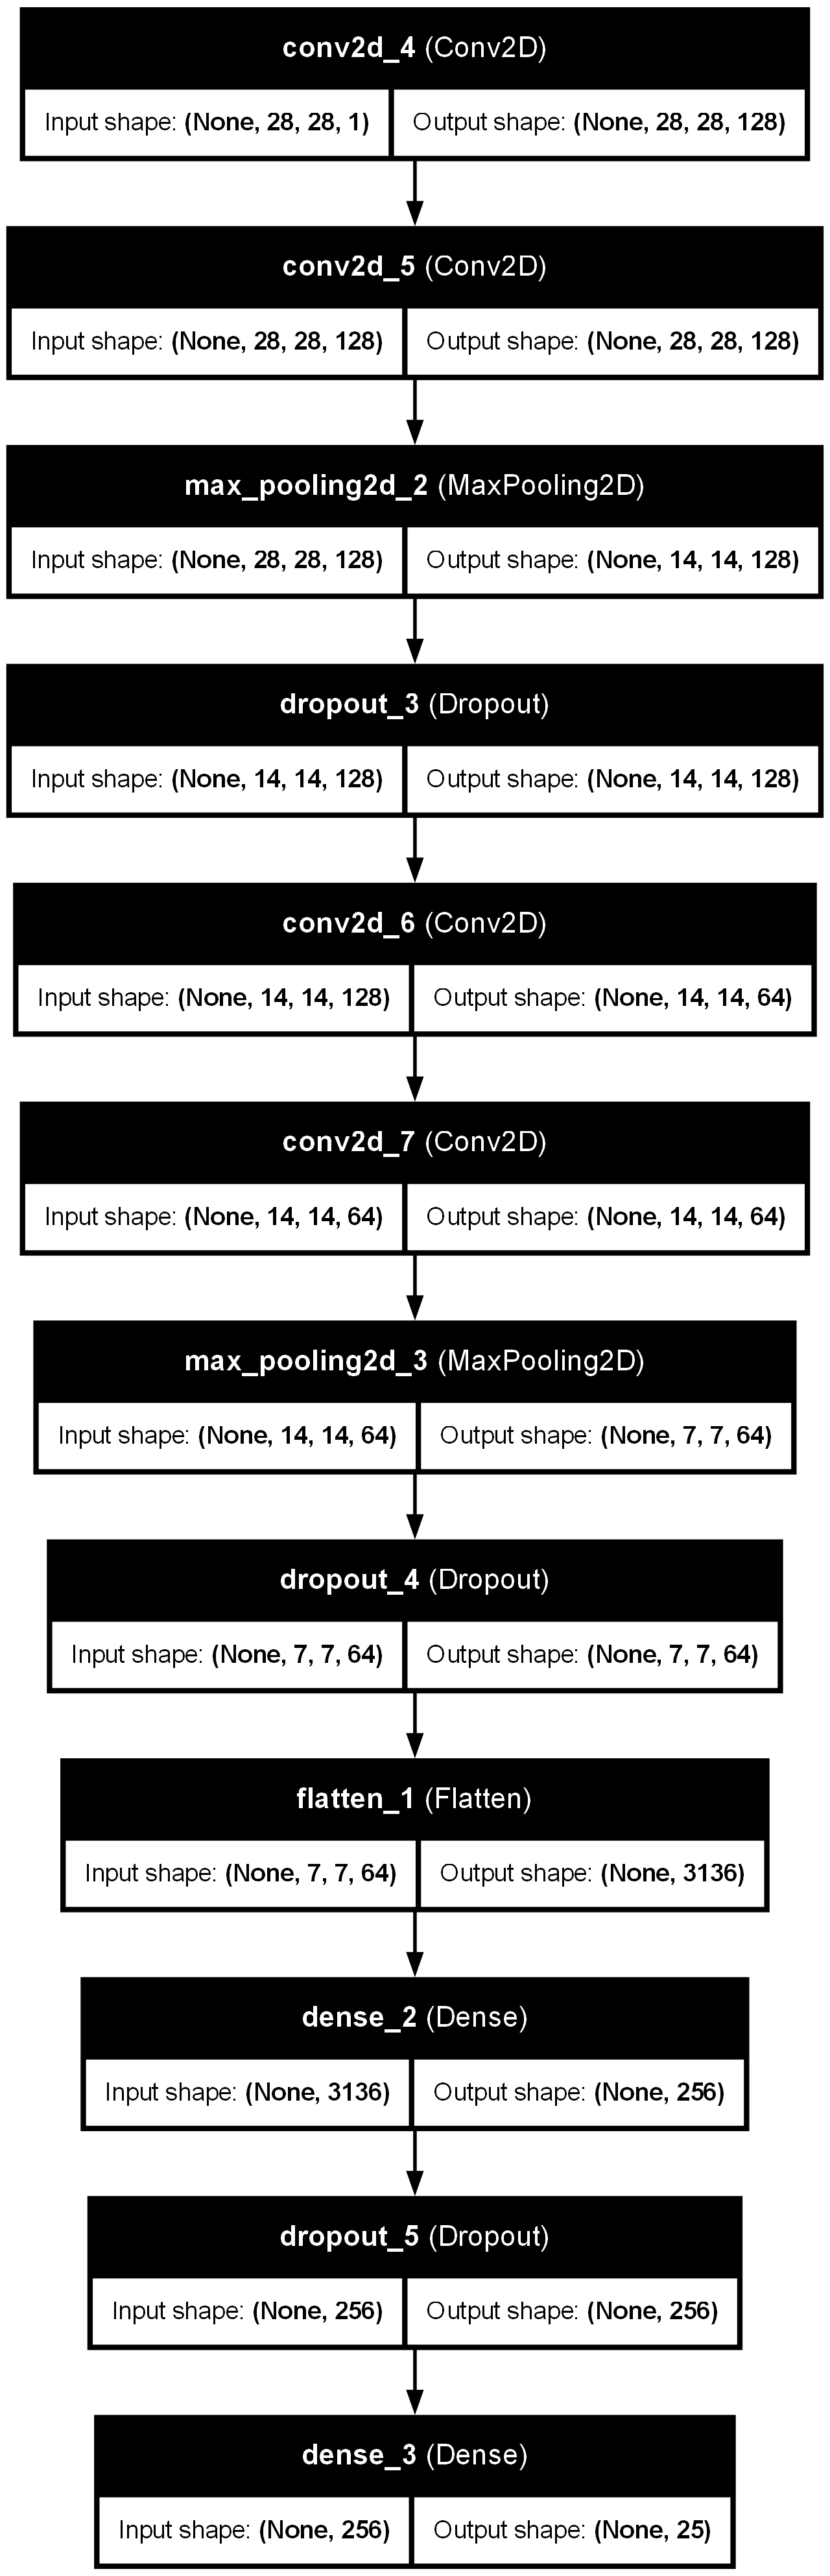 conv2d_4 (Conv2D)
Input shape: (None, 28, 28, 1) Output shape: (None, 28, 28, 128)
conv2d_5 (Conv2D)
Input shape: (None, 28, 28, 128) Output shape: (None, 28, 28, 128)
max_pooling2d_2 (MaxPooling2D)
Input shape: (None, 28, 28, 128) Output shape: (None, 14, 14, 128)
dropout_3 (Dropout)
Input shape: (None, 14, 14, 128) Output shape: (None, 14, 14, 128)
conv2d_6 (Conv2D)
Input shape: (None, 14, 14, 128) Output shape: (None, 14, 14, 64)
conv2d_7 (Conv2D)
Input shape: (None, 14, 14, 64) Output shape: (None, 14, 14, 64)
max_pooling2d_3 (MaxPooling2D)
Input shape: (None, 14, 14, 64) Output shape: (None, 7, 7, 64)
dropout_4 (Dropout)
Input shape: (None, 7, 7, 64) Output shape: (None, 7, 7, 64)
flatten_1 (Flatten)
Input shape: (None, 7, 7, 64) Output shape: (None, 3136)
dense_2 (Dense)
Input shape: (None, 3136) Output shape: (None, 256)
dropout_5 (Dropout)
Input shape: (None, 256) Output shape: (None, 256)
dense_3 (Dense)
Input shape: (None, 256) Output shape: (None, 25)